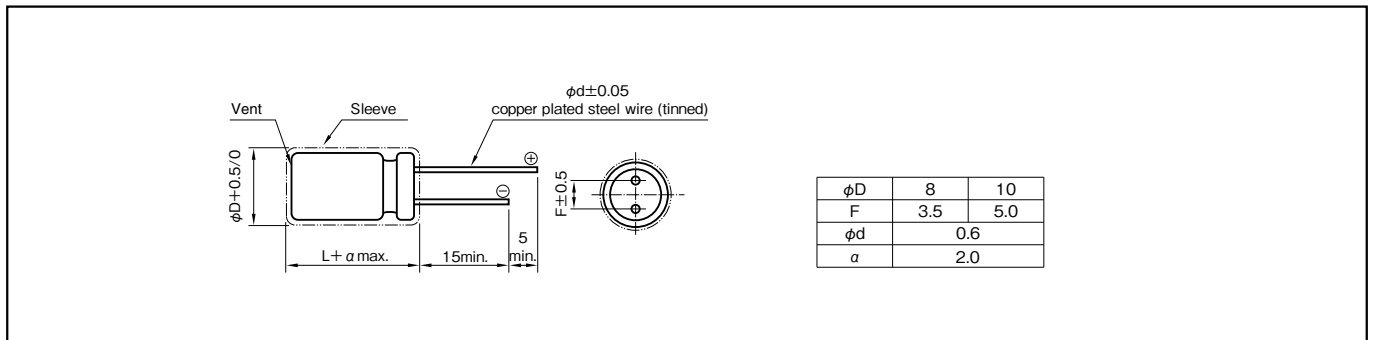 φd±0.05
copper plated steel wire (tinned)
Vent
Sleeve
⊕
⊖
φD+0.5/0
F±0.5
L+αmax.
15min.
5
min.
φD 8 10
F 3.5 5.0
φd 0.6
α 2.0